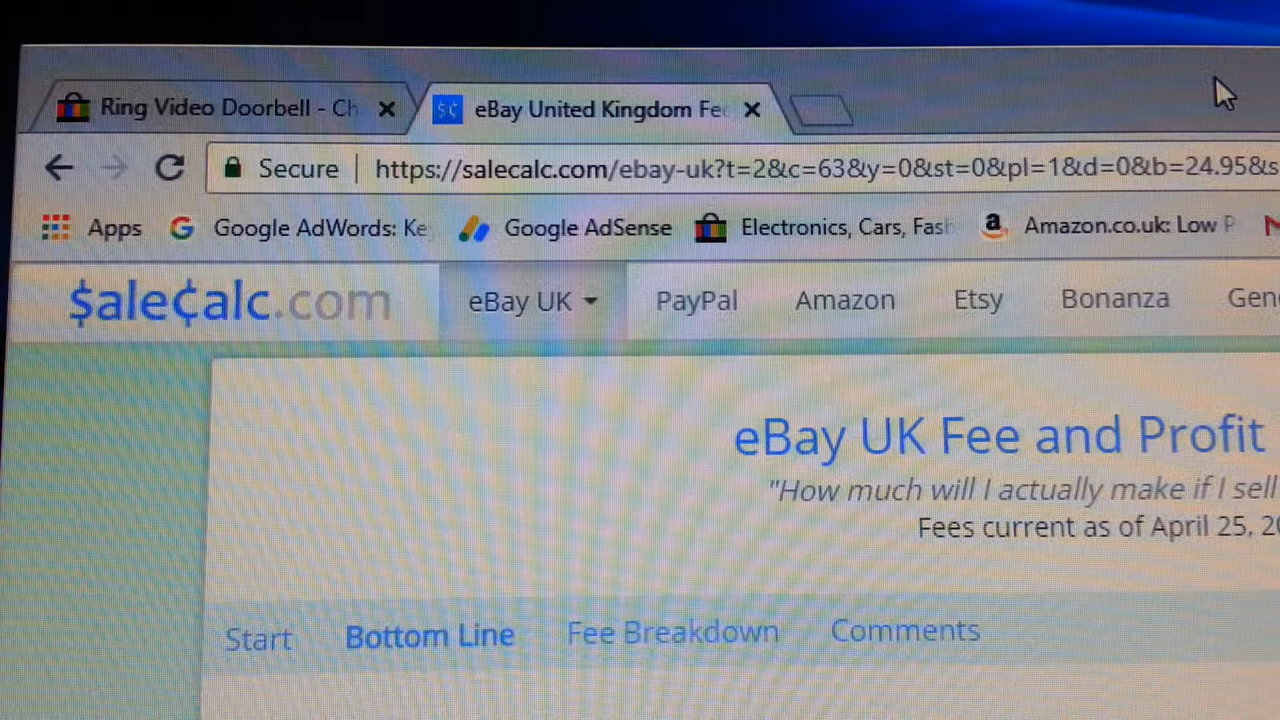 Ring Video Doorbell - Ch
eBay United Kingdom Fe
Secure | https://salecalc.com/ebay-uk?t=2&c=63&y=0&st=0&pl=1&d=0&b=24.95&s
Apps Google AdWords: Ke Google AdSense Electronics, Cars, Fash Amazon.co.uk: Low P
$ale¢alc.com eBay UK PayPal Amazon Etsy Bonanza Gen
eBay UK Fee and Profit
"How much will I actually make if I sell
Fees current as of April 25, 20
Start Bottom Line Fee Breakdown Comments